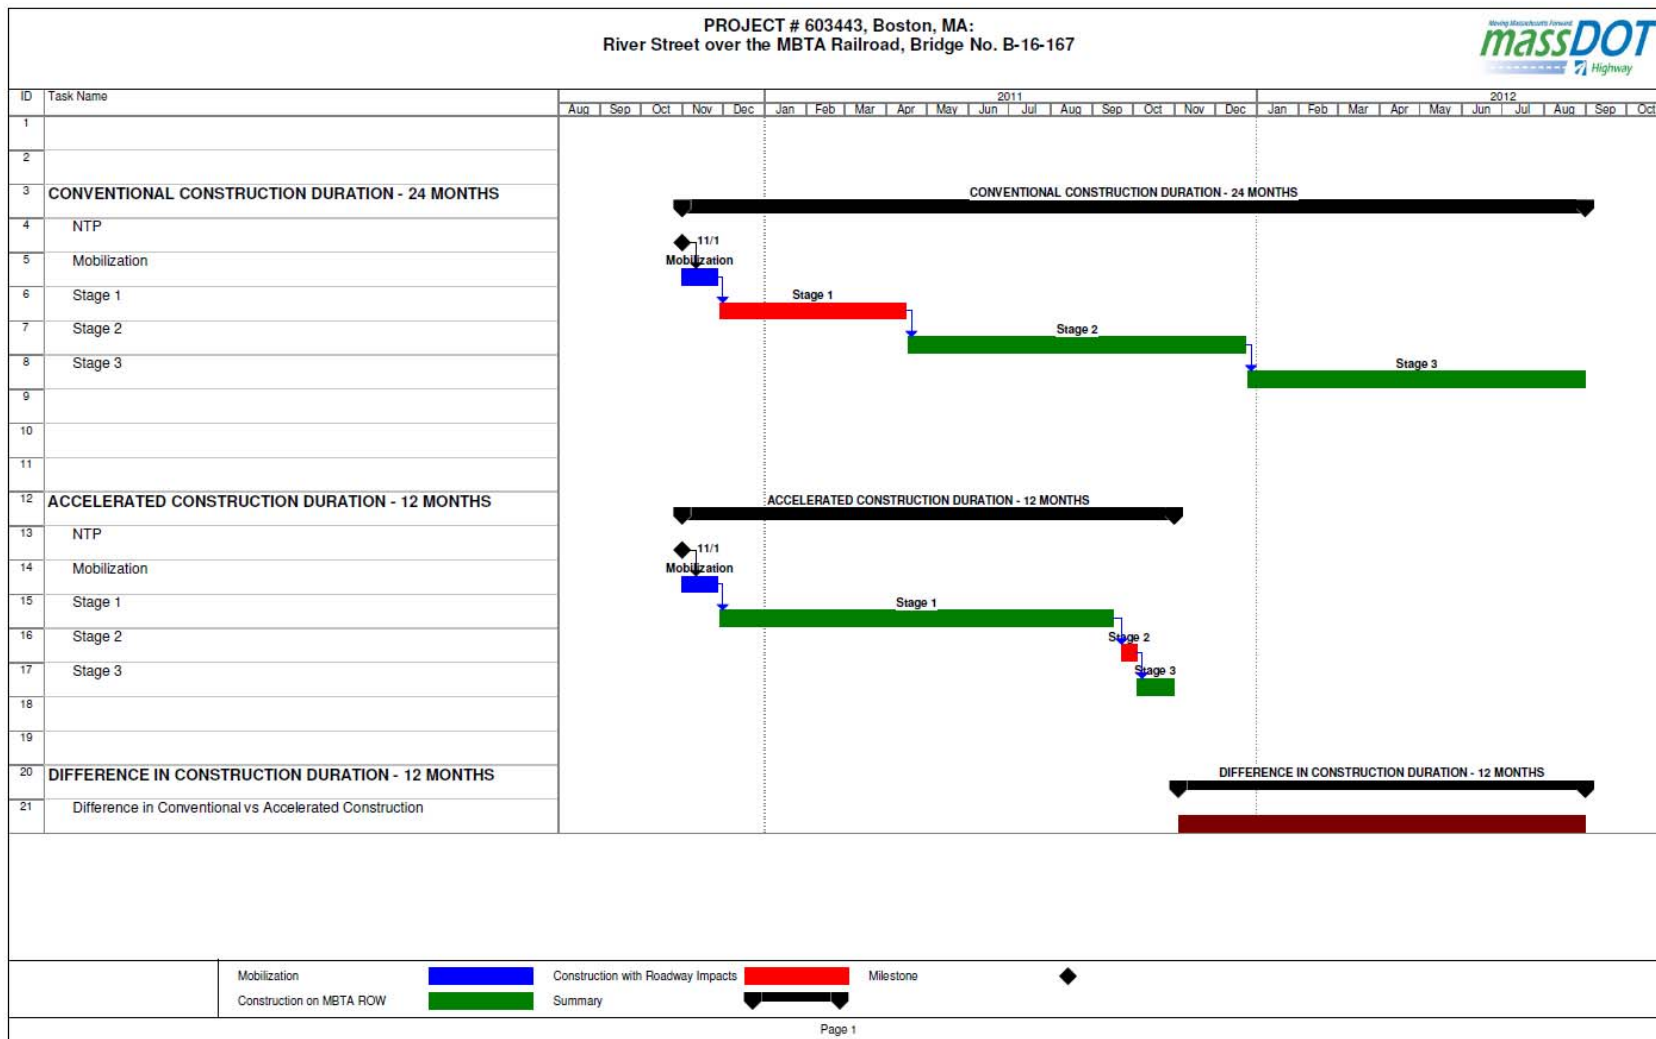 PROJECT # 603443, Boston, MA:
River Street over the MBTA Railroad, Bridge No. B-16-167
Moving Massachusetts Forward
massDOT
Highway
ID Task Name 2011 2012
Aug Sep Oct Nov Dec Jan Feb Mar Apr May Jun Jul Aug Sep Oct Nov Dec Jan Feb Mar Apr May Jun Jul Aug Sep Oct
1
2
3 CONVENTIONAL CONSTRUCTION DURATION - 24 MONTHS CONVENTIONAL CONSTRUCTION DURATION - 24 MONTHS
4 NTP 11/1
5 Mobilization Mobilization
6 Stage 1 Stage 1
7 Stage 2 Stage 2
8 Stage 3 Stage 3
9
10
11
12 ACCELERATED CONSTRUCTION DURATION - 12 MONTHS ACCELERATED CONSTRUCTION DURATION - 12 MONTHS
13 NTP 11/1
14 Mobilization Mobilization
15 Stage 1 Stage 1
16 Stage 2 Stage 2
17 Stage 3 Stage 3
18
19
20 DIFFERENCE IN CONSTRUCTION DURATION - 12 MONTHS DIFFERENCE IN CONSTRUCTION DURATION - 12 MONTHS
21 Difference in Conventional vs Accelerated Construction
Mobilization Construction with Roadway Impacts Milestone
Construction on MBTA ROW Summary
Page 1